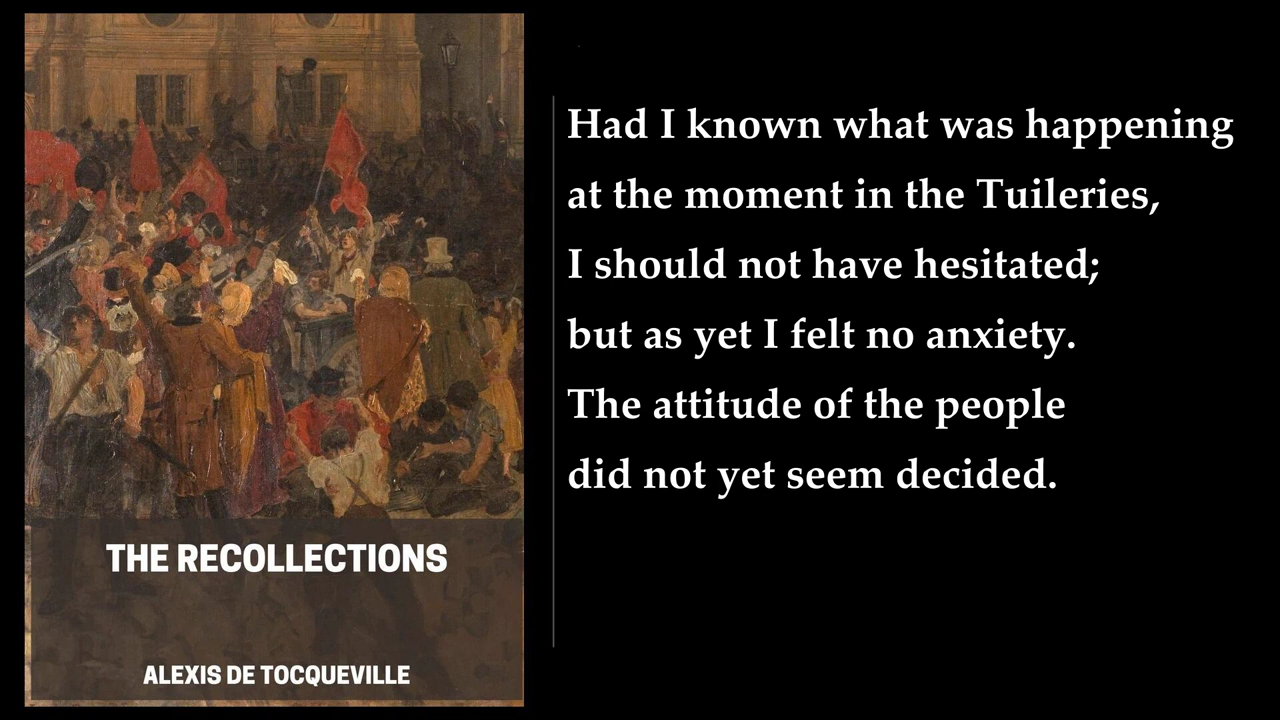 THE RECOLLECTIONS
ALEXIS DE TOCQUEVILLE
Had I known what was happening
at the moment in the Tuileries,
I should not have hesitated;
but as yet I felt no anxiety.
The attitude of the people
did not yet seem decided.